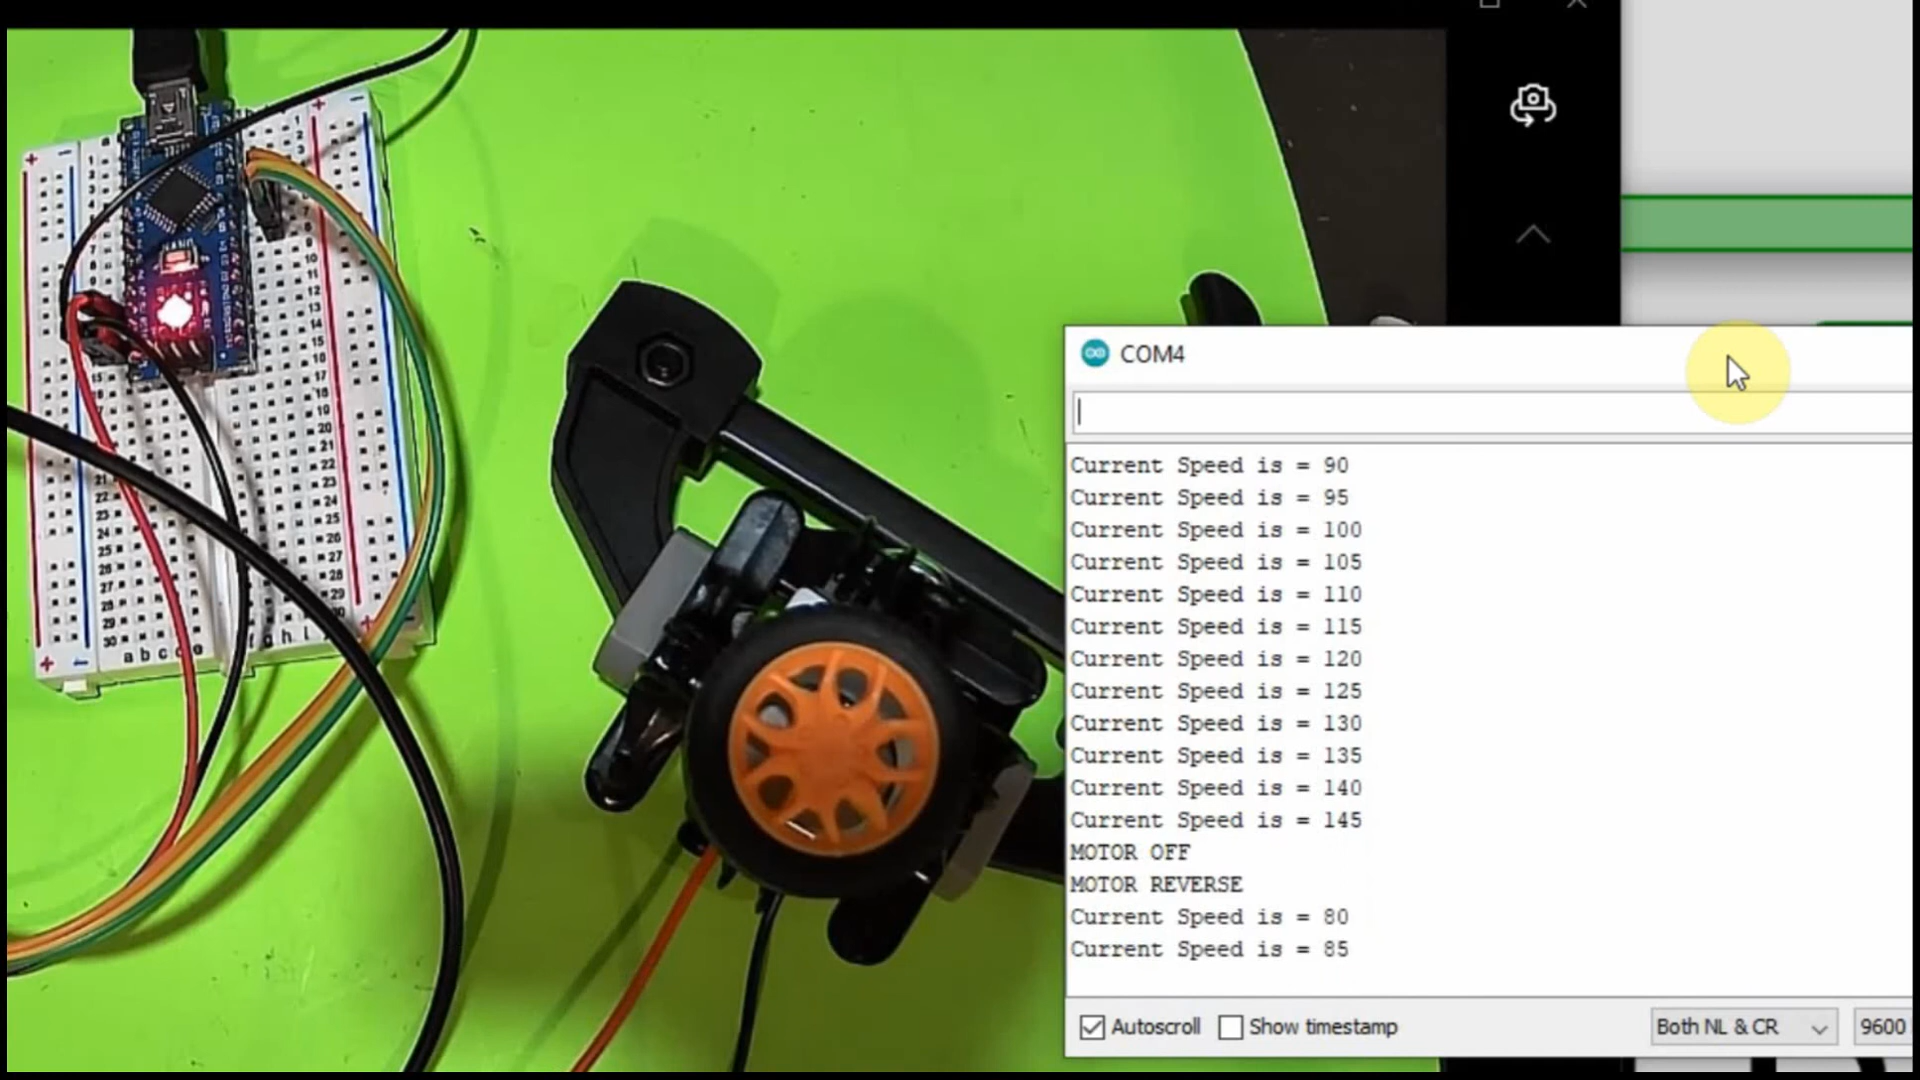 COM4
Current Speed is = 90
Current Speed is = 95
Current Speed is = 100
Current Speed is = 105
Current Speed is = 110
Current Speed is = 115
Current Speed is = 120
Current Speed is = 125
Current Speed is = 130
Current Speed is = 135
Current Speed is = 140
Current Speed is = 145
MOTOR OFF
MOTOR REVERSE
Current Speed is = 80
Current Speed is = 85
Autoscroll Show timestamp Both NL & CR 9600